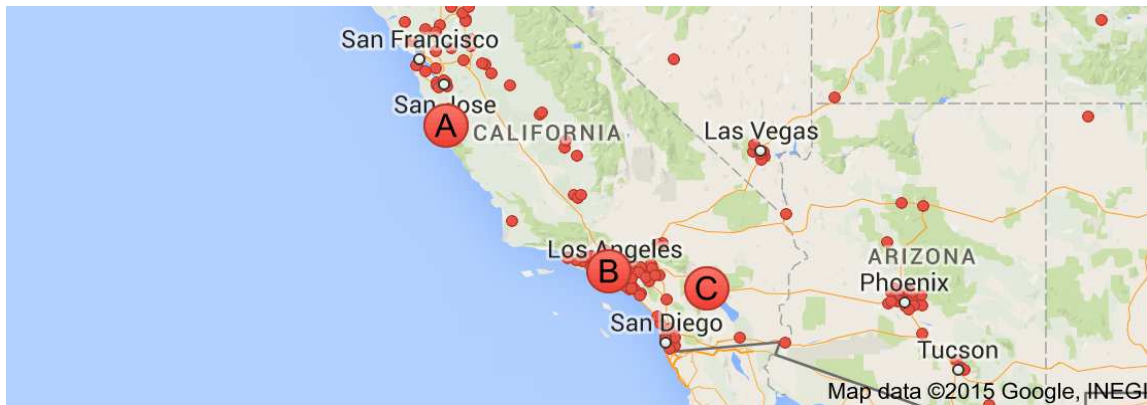 San Francisco
San Jose
A
CALIFORNIA
Las Vegas
Los Angeles
B
C
ARIZONA
Phoenix
San Diego
Tucson
Map data ©2015 Google, INEGI